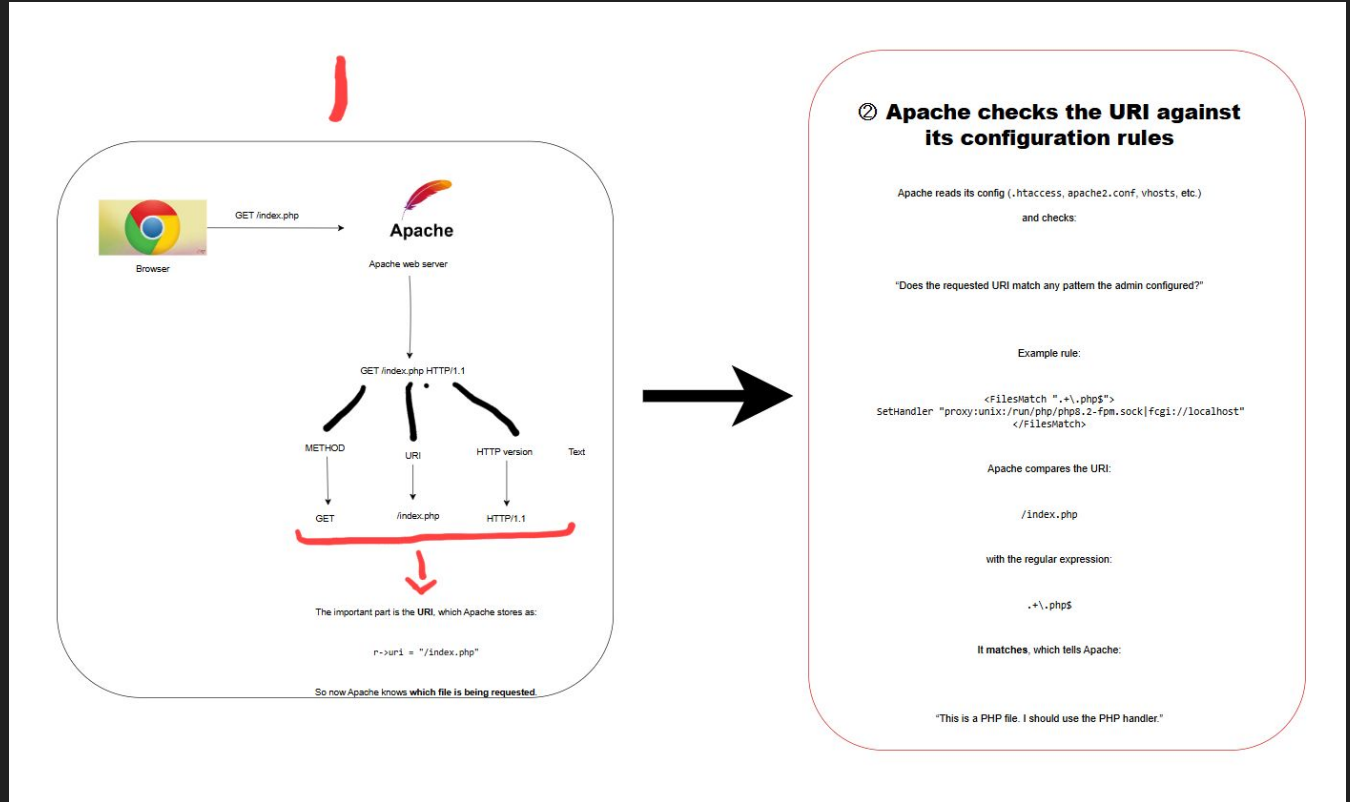 1
GET /index.php
Browser
Apache
Apache web server
GET /index.php HTTP/1.1
METHOD
URI
HTTP version
Text
GET
/index.php
HTTP/1.1
The important part is the URI, which Apache stores as:
r->uri = "/index.php"
So now Apache knows which file is being requested.
② Apache checks the URI against
its configuration rules
Apache reads its config (.htaccess, apache2.conf, vhosts, etc.)
and checks:
“Does the requested URI match any pattern the admin configured?”
Example rule:
<FilesMatch ".+\.php$">
SetHandler "proxy:unix:/run/php/php8.2-fpm.sock|fcgi://localhost"
</FilesMatch>
Apache compares the URI:
/index.php
with the regular expression:
.+\.php$
It matches, which tells Apache:
“This is a PHP file. I should use the PHP handler.”